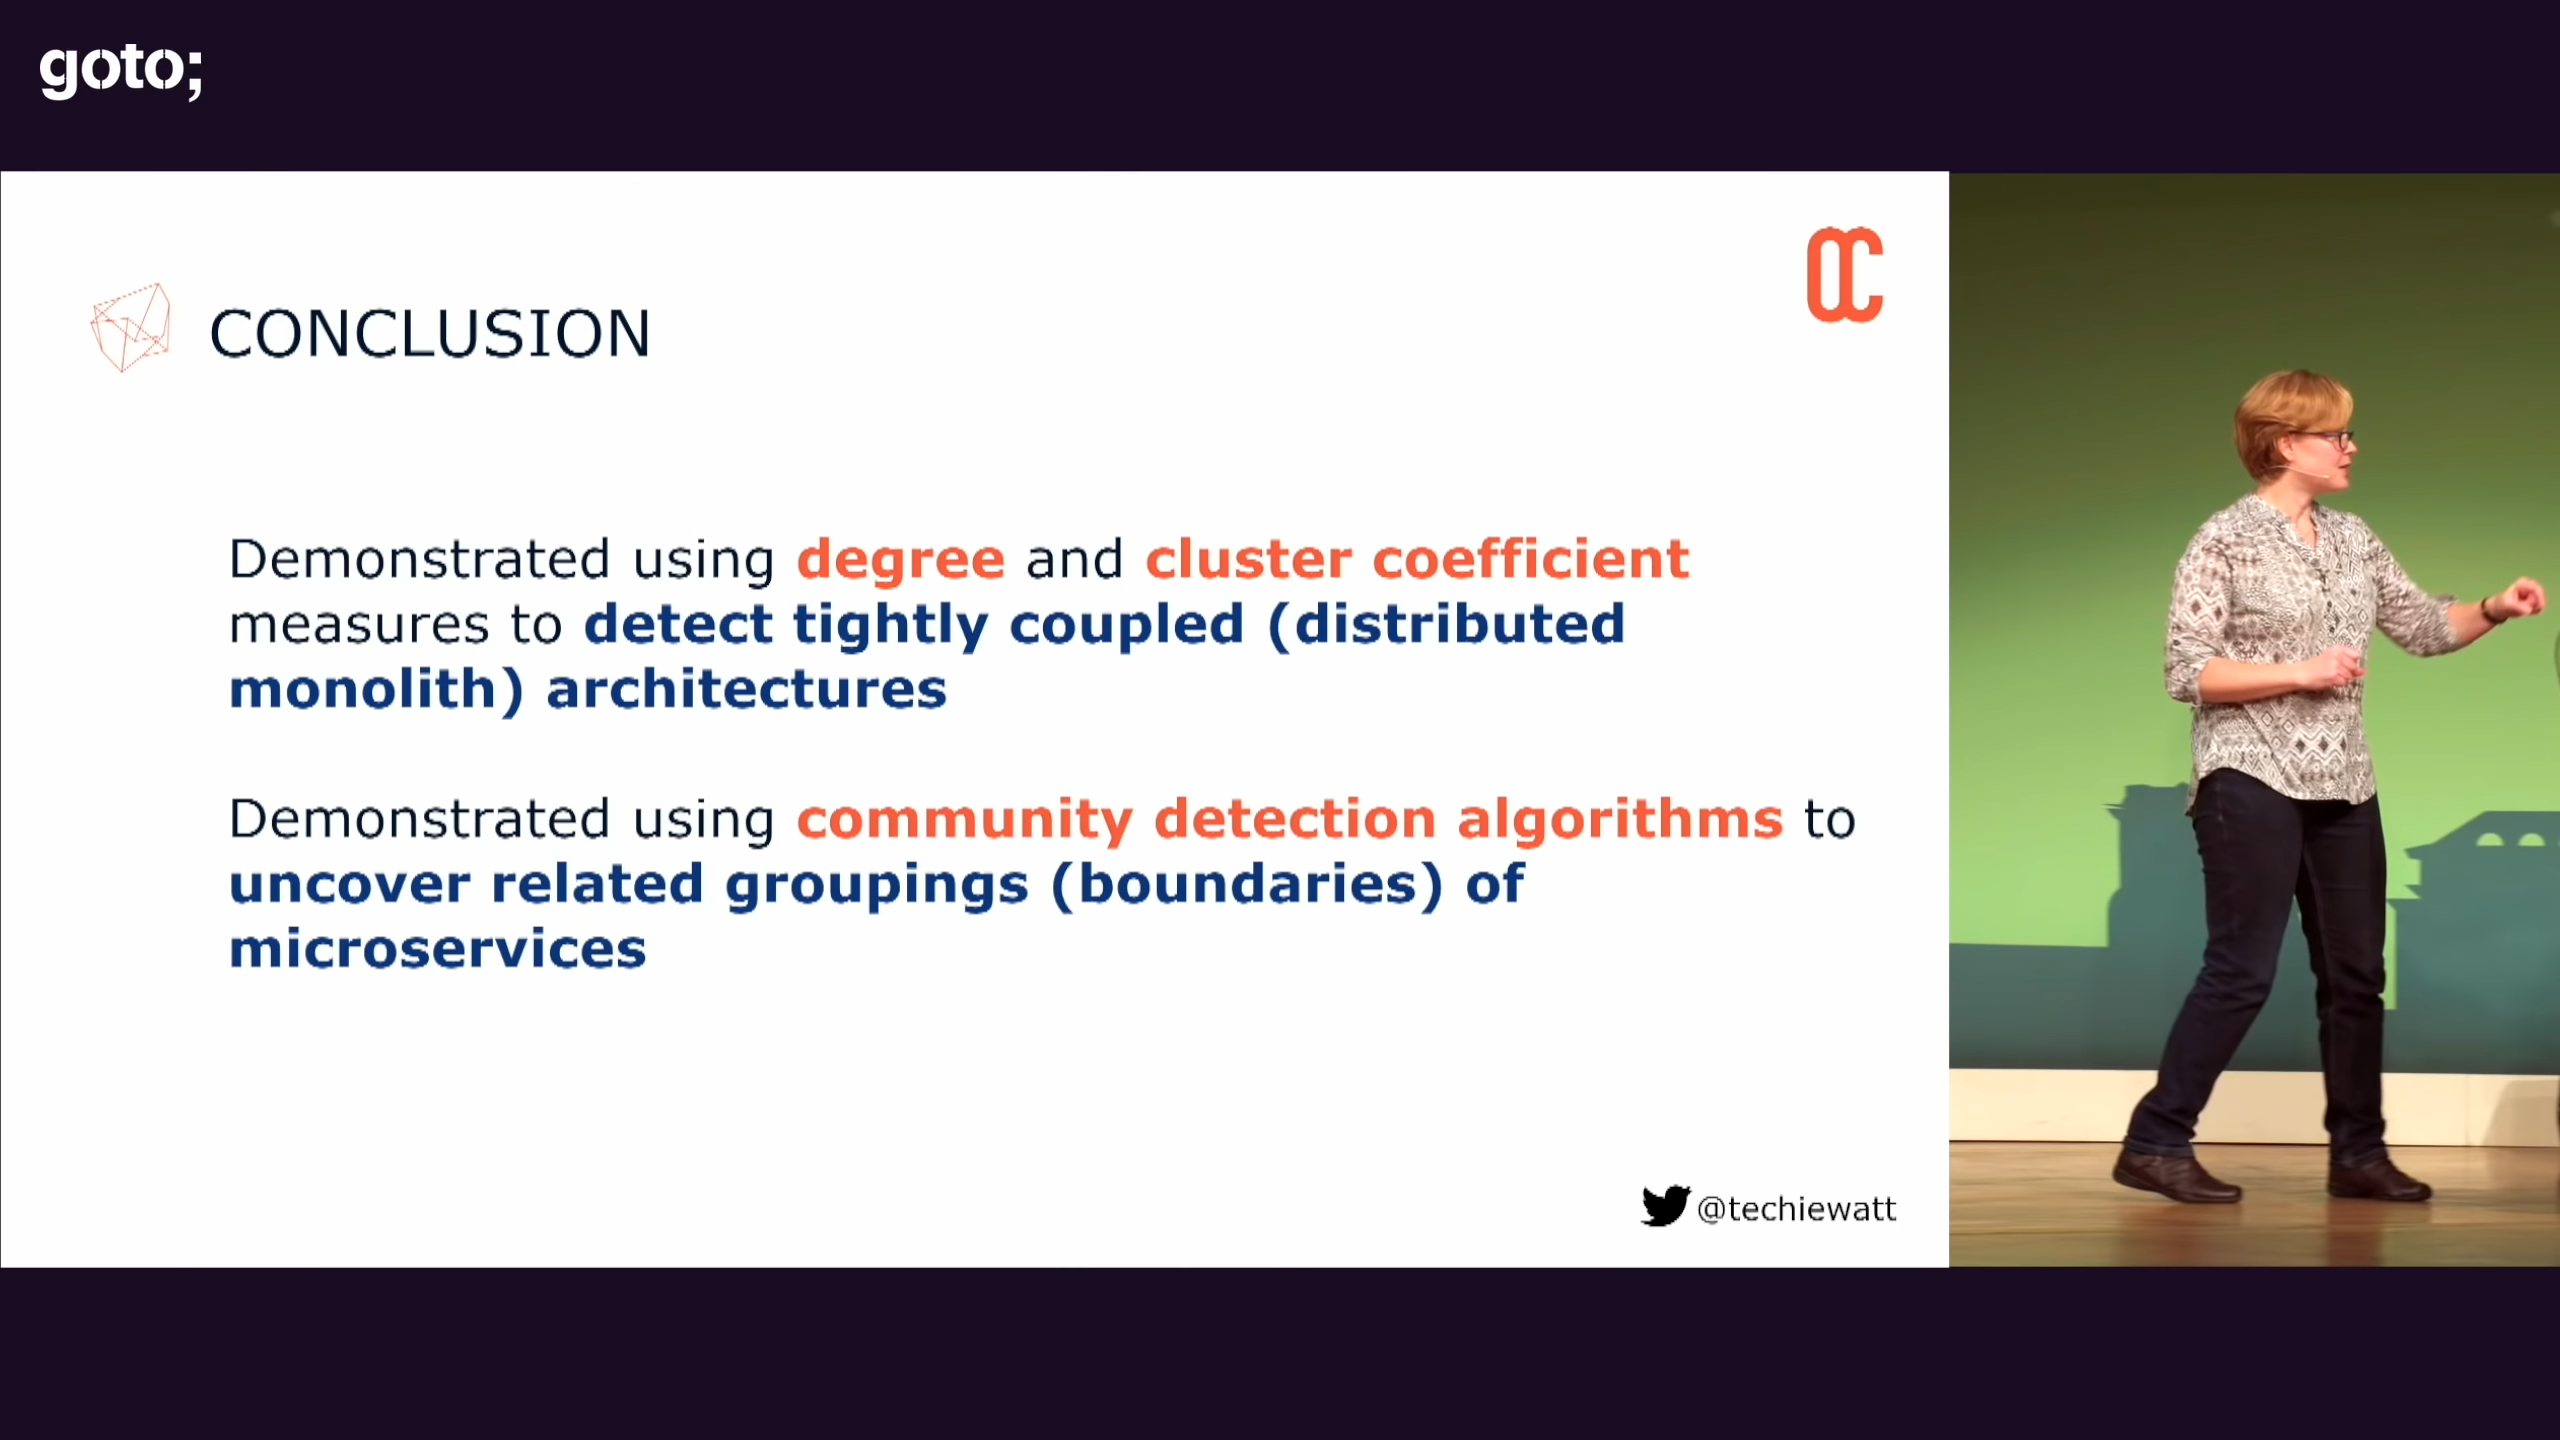 goto;
CONCLUSION
Demonstrated using degree and cluster coefficient
measures to detect tightly coupled (distributed
monolith) architectures
Demonstrated using community detection algorithms to
uncover related groupings (boundaries) of
microservices
@techiewatt